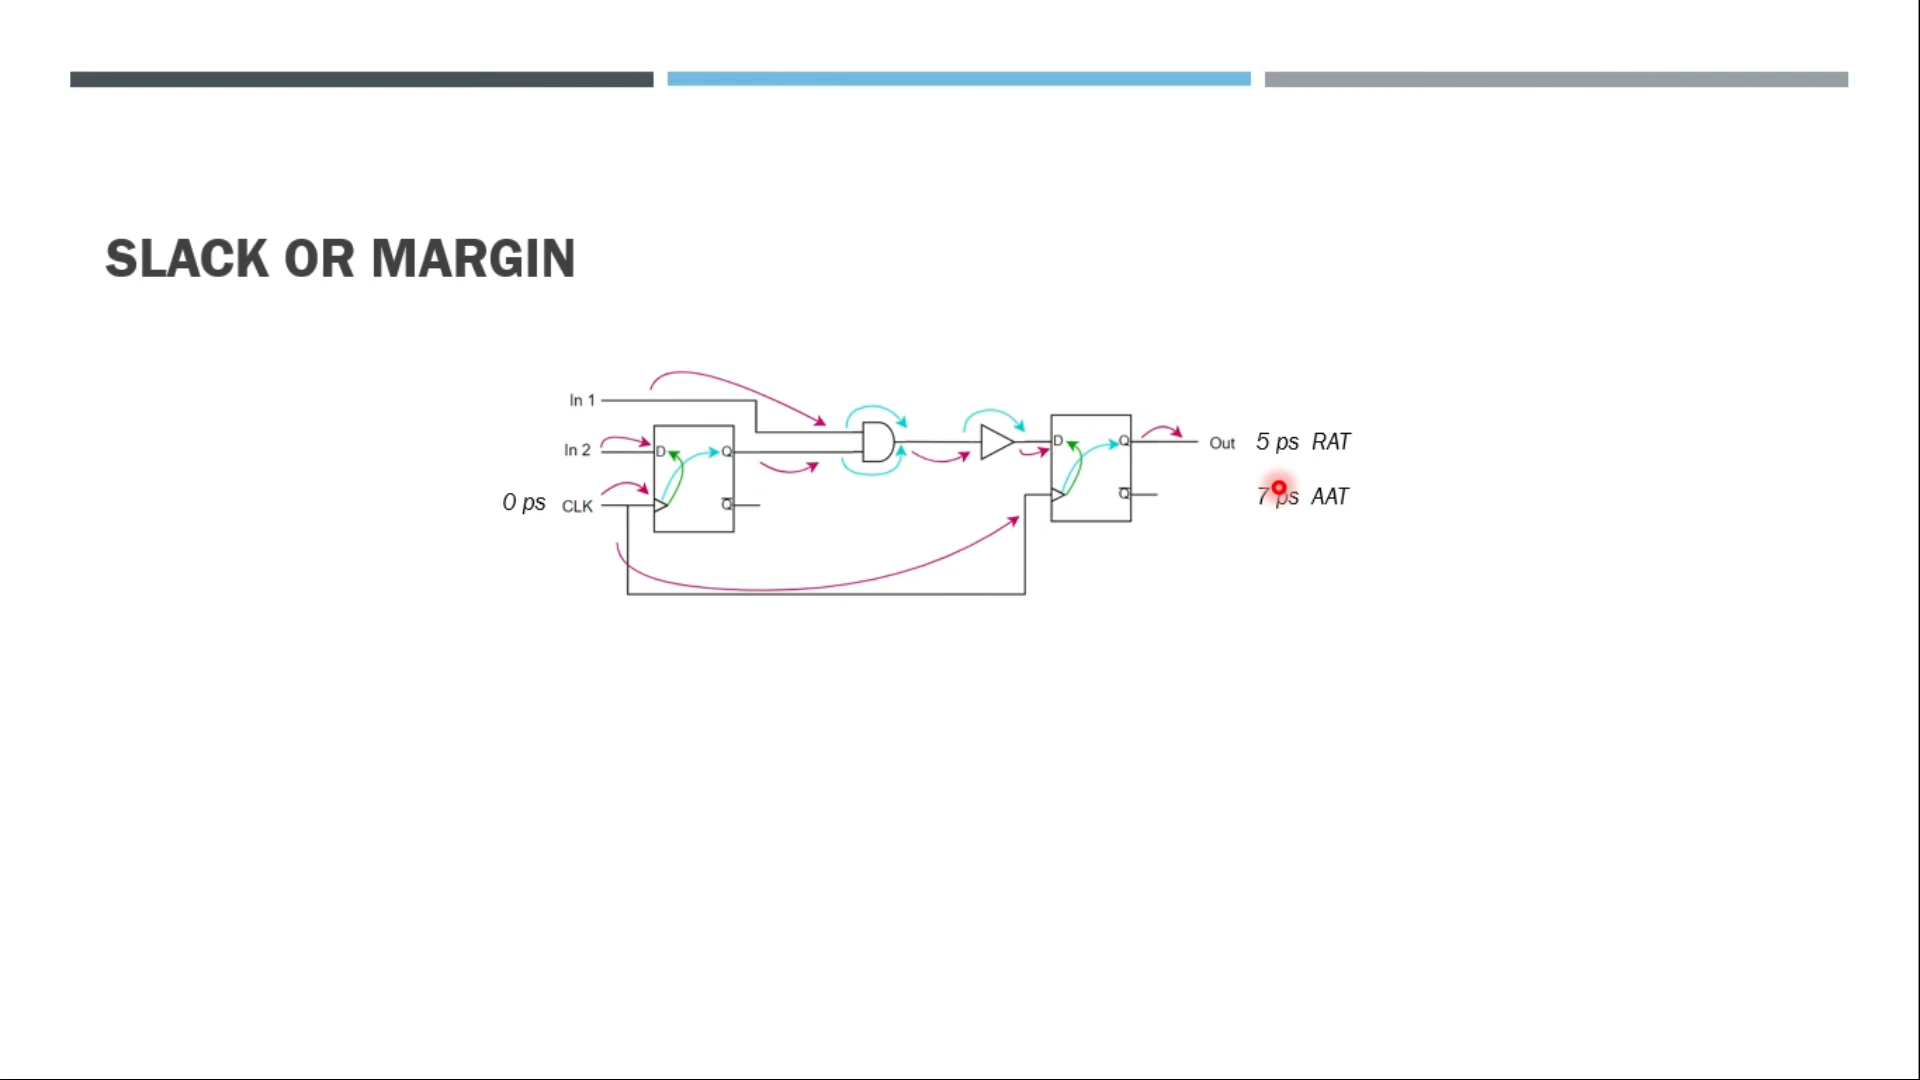 SLACK OR MARGIN
In 1
In 2
D
Q
0 ps CLK
Q̅
D
Q
Q̅
Out 5 ps RAT
7 ps AAT